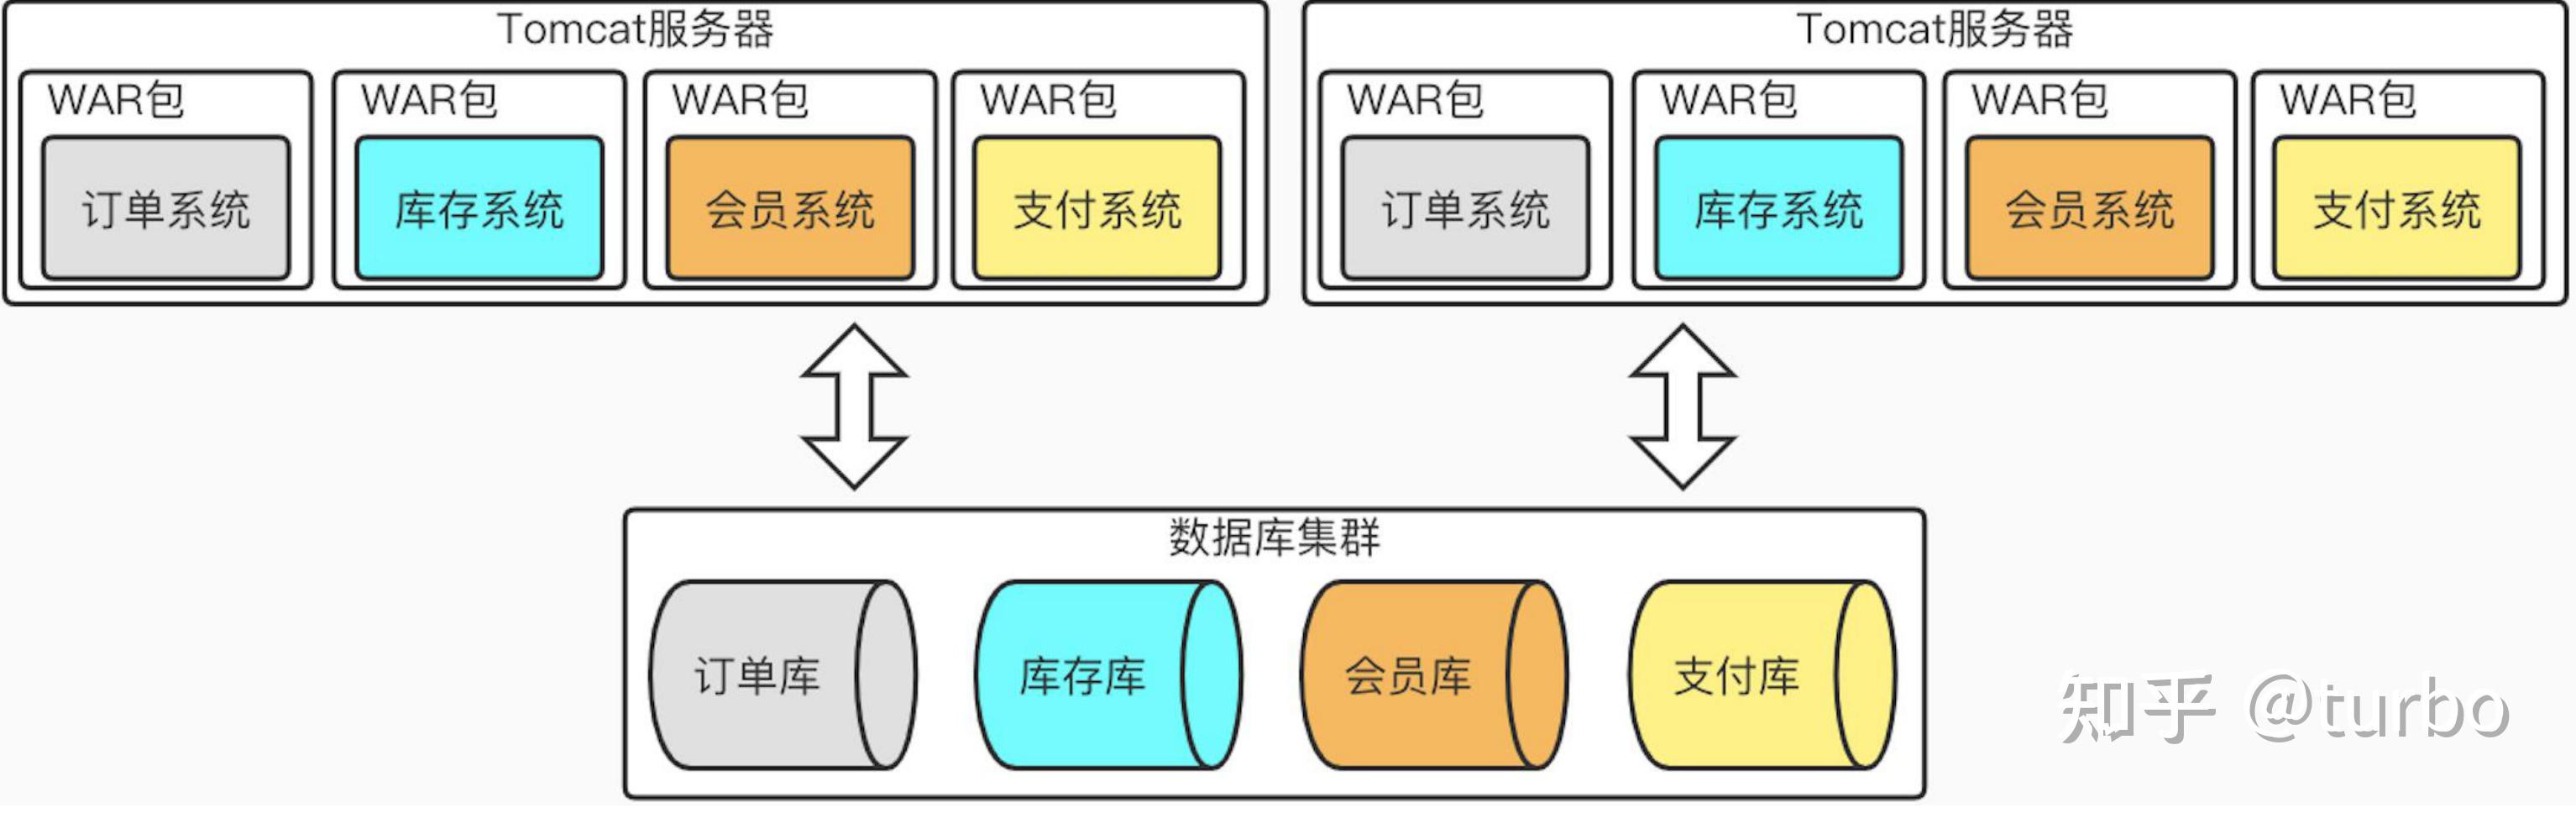 Tomcat服务器
WAR包
订单系统
WAR包
库存系统
WAR包
会员系统
WAR包
支付系统
Tomcat服务器
WAR包
订单系统
WAR包
库存系统
WAR包
会员系统
WAR包
支付系统
数据库集群
订单库
库存库
会员库
支付库
知乎 @turbo